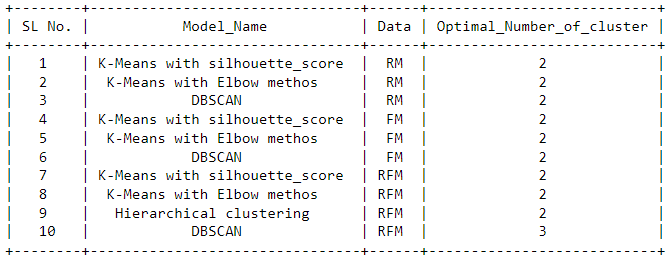 SL No. | Model_Name | Data | Optimal_Number_of_cluster
1 | K-Means with silhouette_score | RM | 2
2 | K-Means with Elbow methos | RM | 2
3 | DBSCAN | RM | 2
4 | K-Means with silhouette_score | FM | 2
5 | K-Means with Elbow methos | FM | 2
6 | DBSCAN | FM | 2
7 | K-Means with silhouette_score | RFM | 2
8 | K-Means with Elbow methos | RFM | 2
9 | Hierarchical clustering | RFM | 2
10 | DBSCAN | RFM | 3